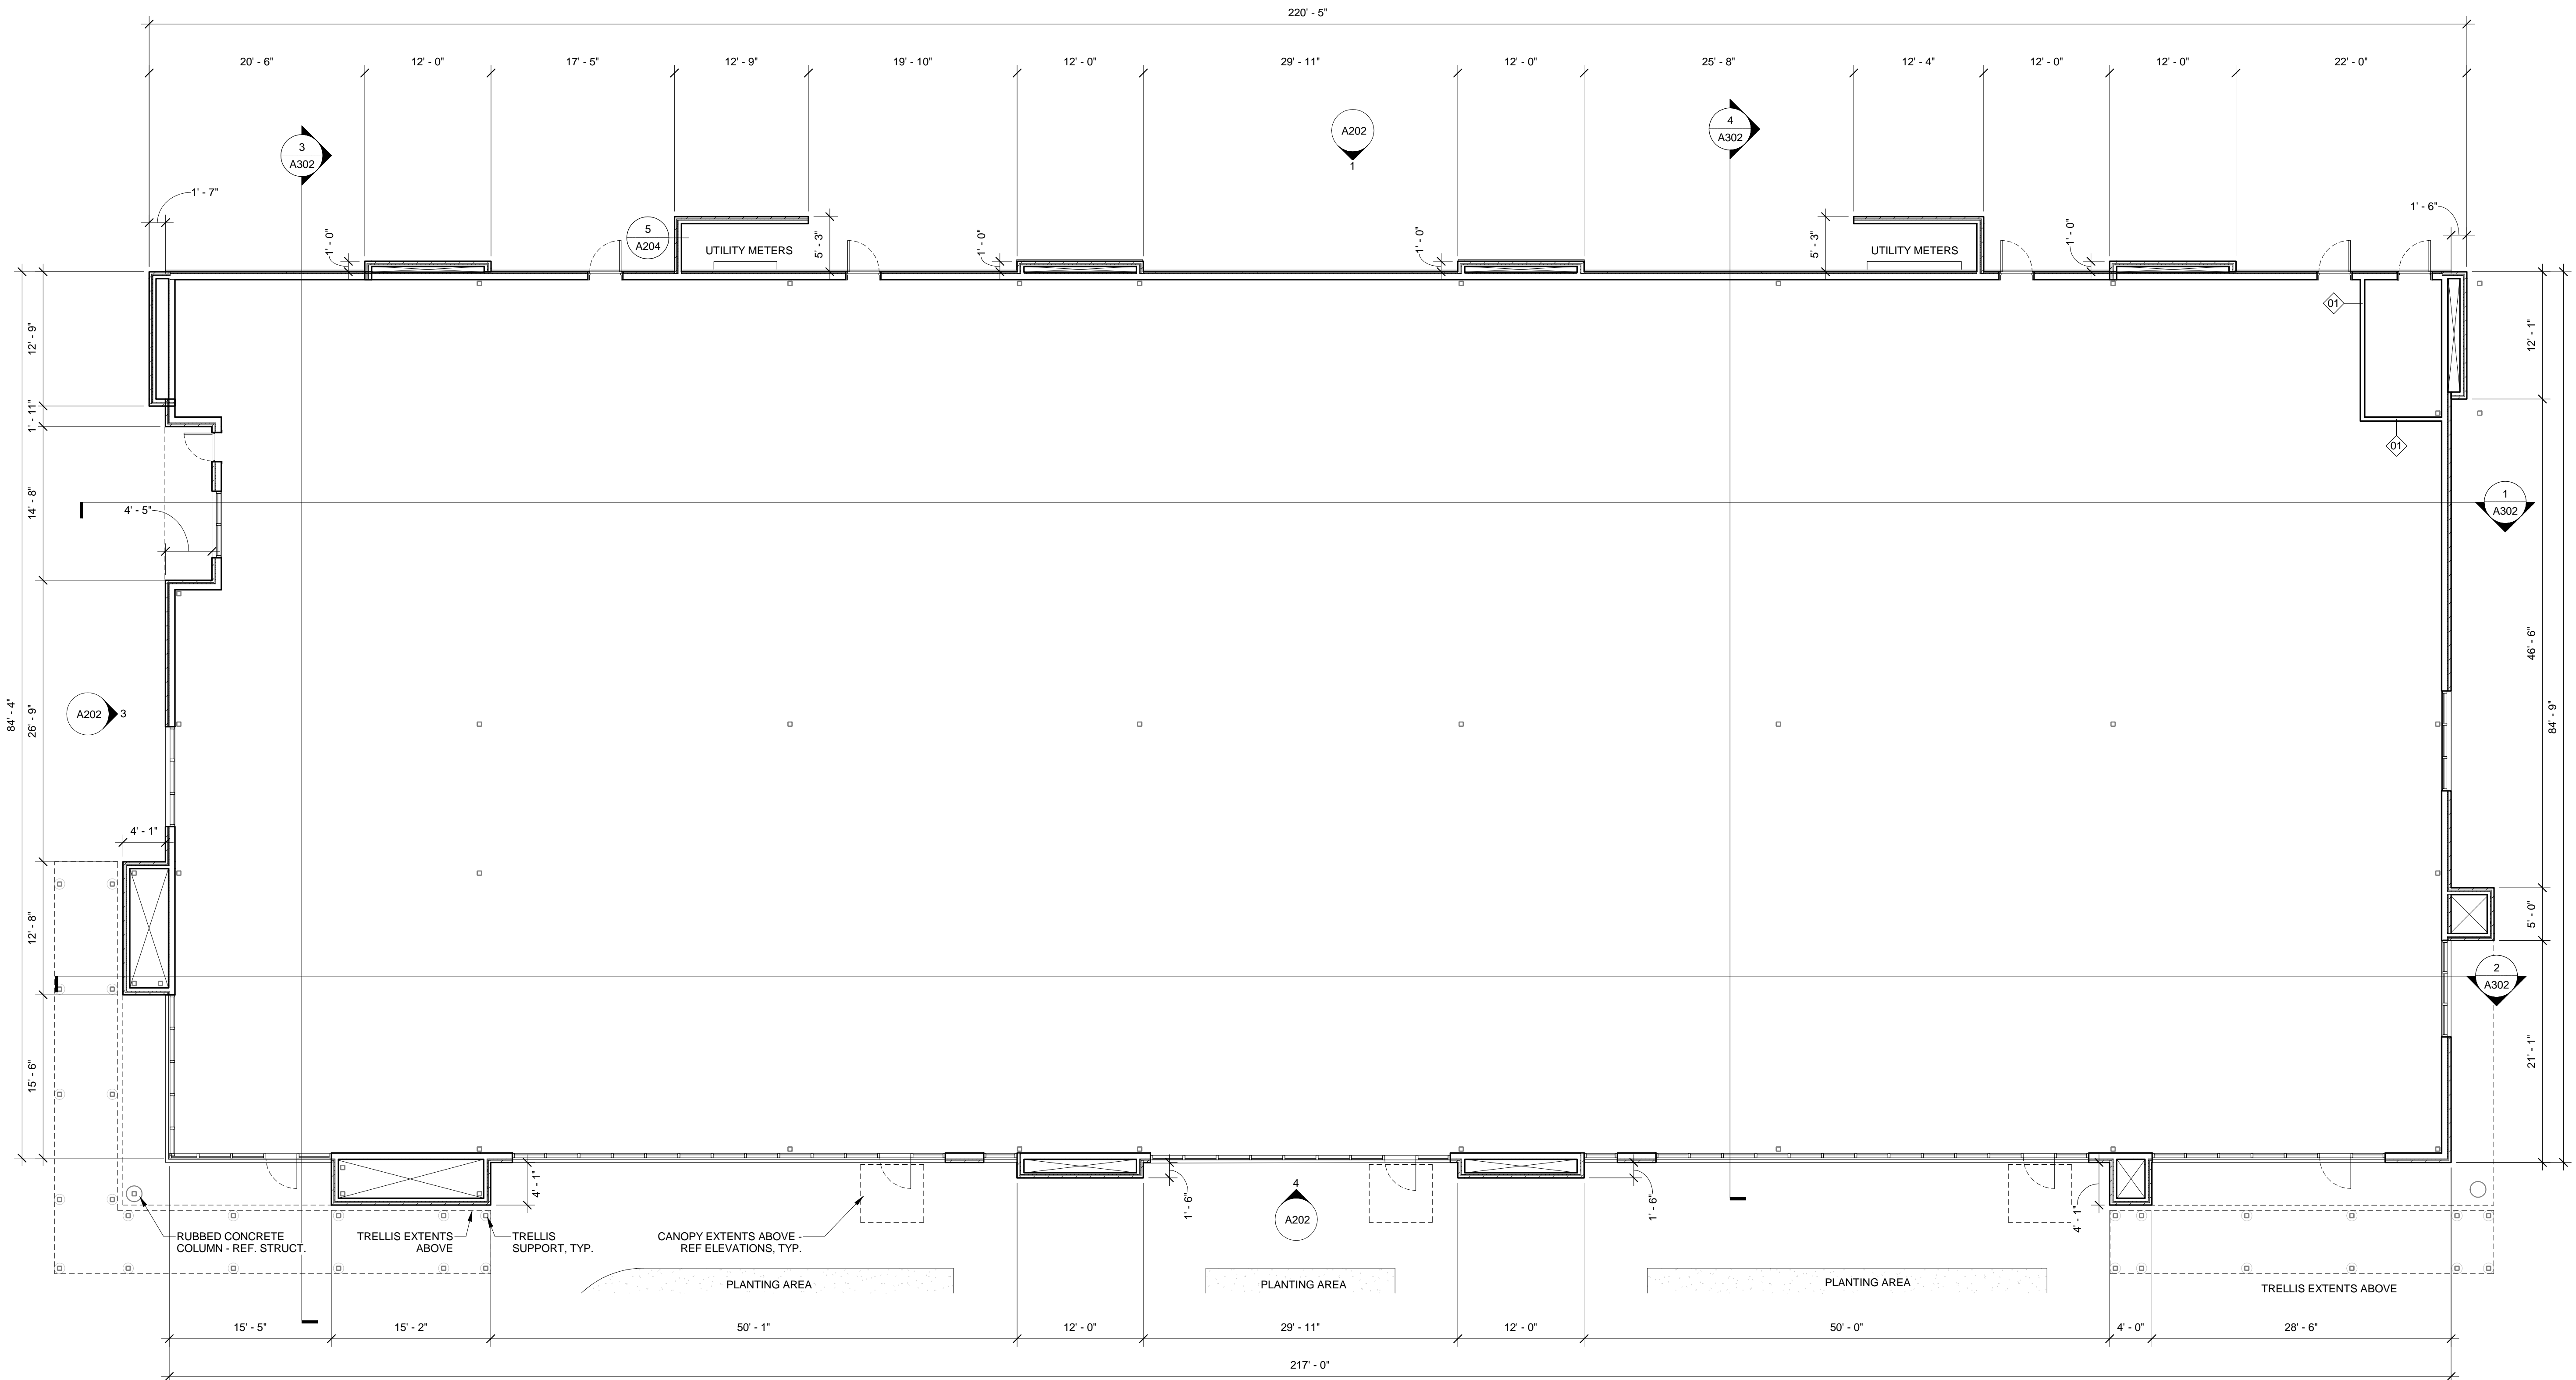 220' - 5"
20' - 6"
12' - 0"
17' - 5"
12' - 9"
19' - 10"
12' - 0"
29' - 11"
12' - 0"
25' - 8"
12' - 4"
12' - 0"
12' - 0"
22' - 0"
3
A302
A202
1
4
A302
1' - 7"
1' - 6"
1' - 0"
5
A204
UTILITY METERS
5' - 3"
1' - 0"
1' - 0"
5' - 3"
UTILITY METERS
1' - 0"
01
01
12' - 9"
1' - 11"
14' - 8"
4' - 5"
26' - 9"
84' - 4"
A202
3
4' - 1"
12' - 8"
15' - 6"
12' - 1"
1
A302
46' - 6"
84' - 9"
5' - 0"
2
A302
21' - 1"
4' - 1"
1' - 6"
4
A202
1' - 6"
4' - 1"
RUBBED CONCRETE
COLUMN - REF. STRUCT.
TRELLIS EXTENTS
ABOVE
TRELLIS
SUPPORT, TYP.
CANOPY EXTENTS ABOVE -
REF ELEVATIONS, TYP.
PLANTING AREA
PLANTING AREA
PLANTING AREA
TRELLIS EXTENTS ABOVE
15' - 5"
15' - 2"
50' - 1"
12' - 0"
29' - 11"
12' - 0"
50' - 0"
4' - 0"
28' - 6"
217' - 0"